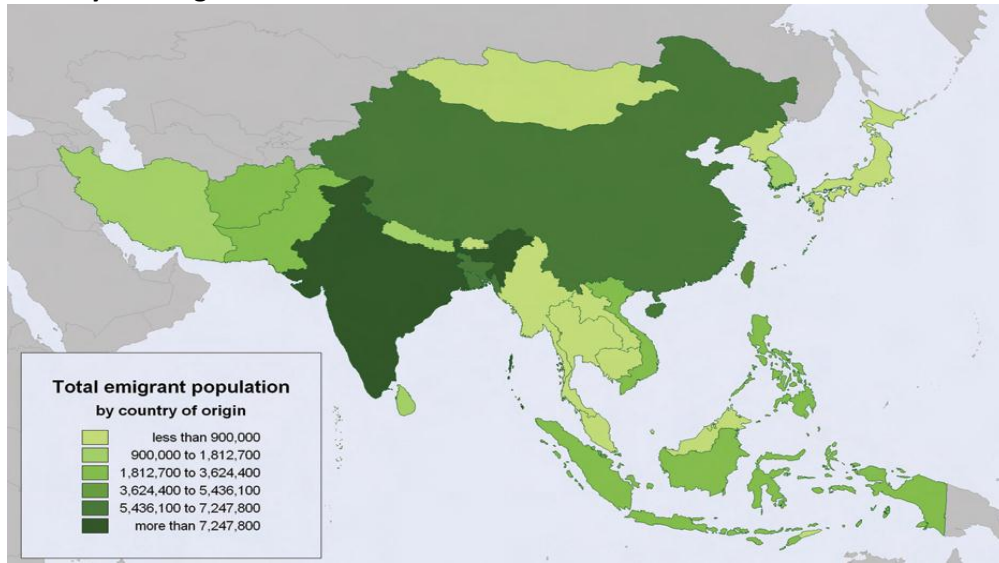 Total emigrant population
by country of origin
less than 900,000
900,000 to 1,812,700
1,812,700 to 3,624,400
3,624,400 to 5,436,100
5,436,100 to 7,247,800
more than 7,247,800